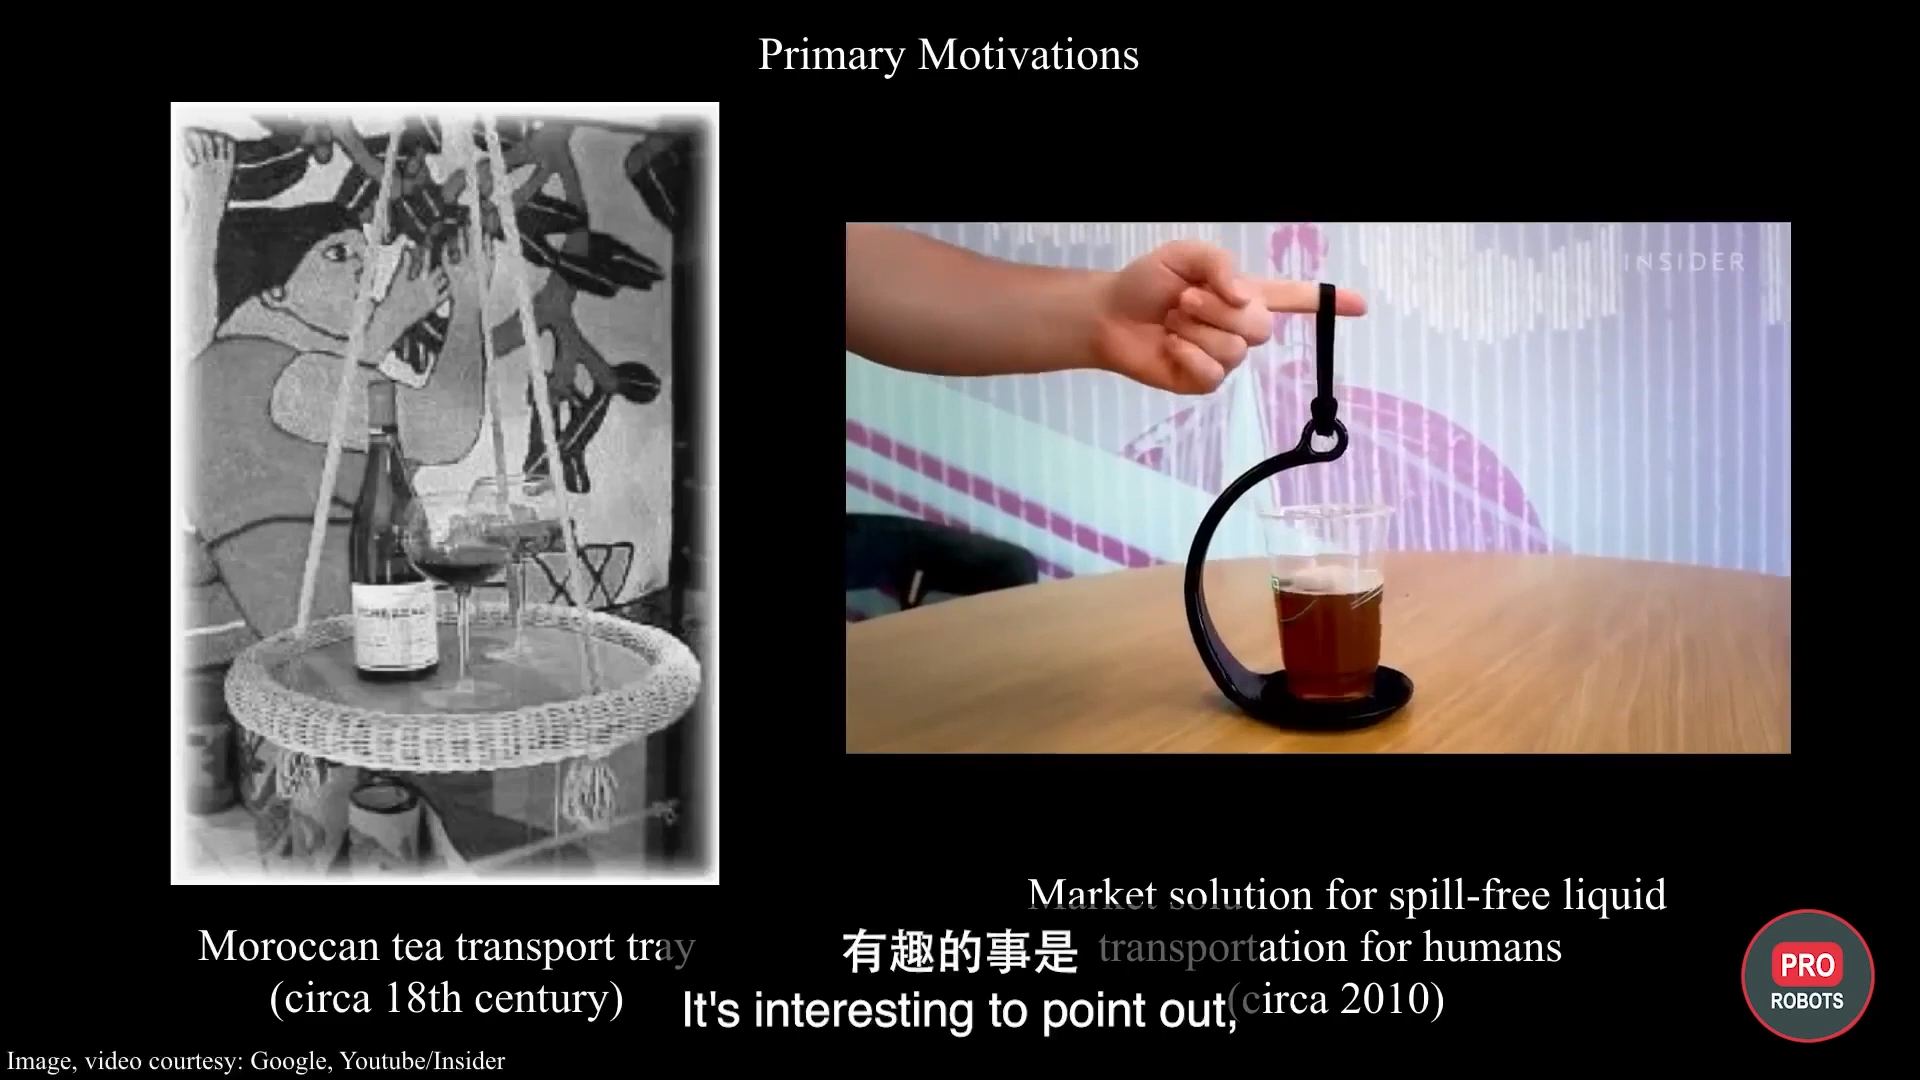 Primary Motivations
INSIDER
Market solution for spill-free liquid
transportation for humans
(circa 2010)
Moroccan tea transport tray
(circa 18th century)
有趣的事是
It's interesting to point out,
PRO
ROBOTS
Image, video courtesy: Google, Youtube/Insider